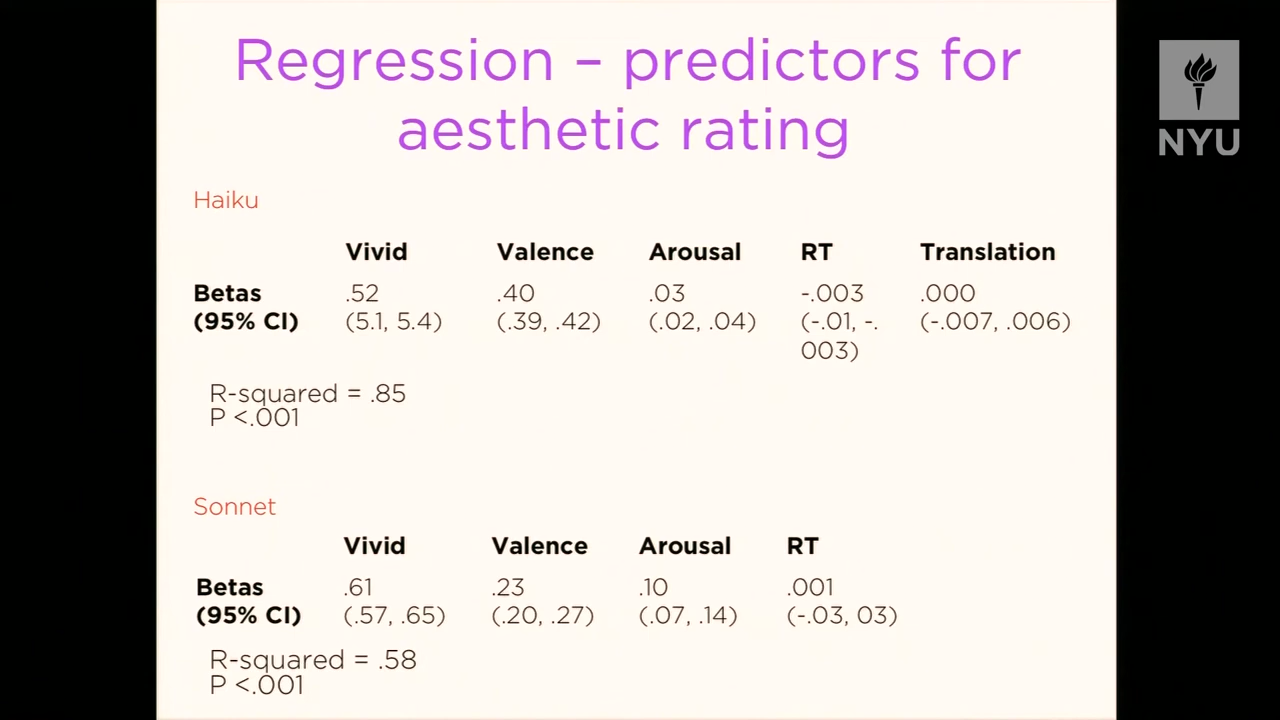 Regression – predictors for
aesthetic rating
NYU
Haiku
Vivid Valence Arousal RT Translation
Betas .52 .40 .03 -.003 .000
(95% CI) (5.1, 5.4) (.39, .42) (.02, .04) (-.01, -. (-.007, .006)
003)
R-squared = .85
P <.001
Sonnet
Vivid Valence Arousal RT
Betas .61 .23 .10 .001
(95% CI) (.57, .65) (.20, .27) (.07, .14) (-.03, 03)
R-squared = .58
P <.001